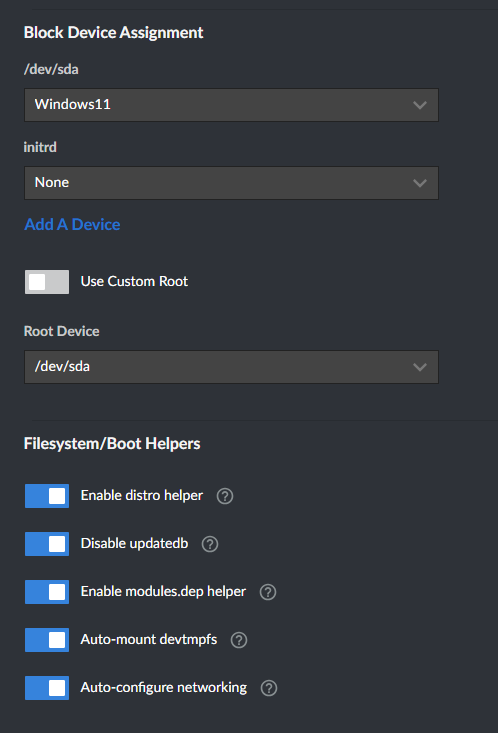 Block Device Assignment
/dev/sda
Windows11
initrd
None
Add A Device
Use Custom Root
Root Device
/dev/sda
Filesystem/Boot Helpers
Enable distro helper ?
Disable updatedb ?
Enable modules.dep helper ?
Auto-mount devtmpfs ?
Auto-configure networking ?